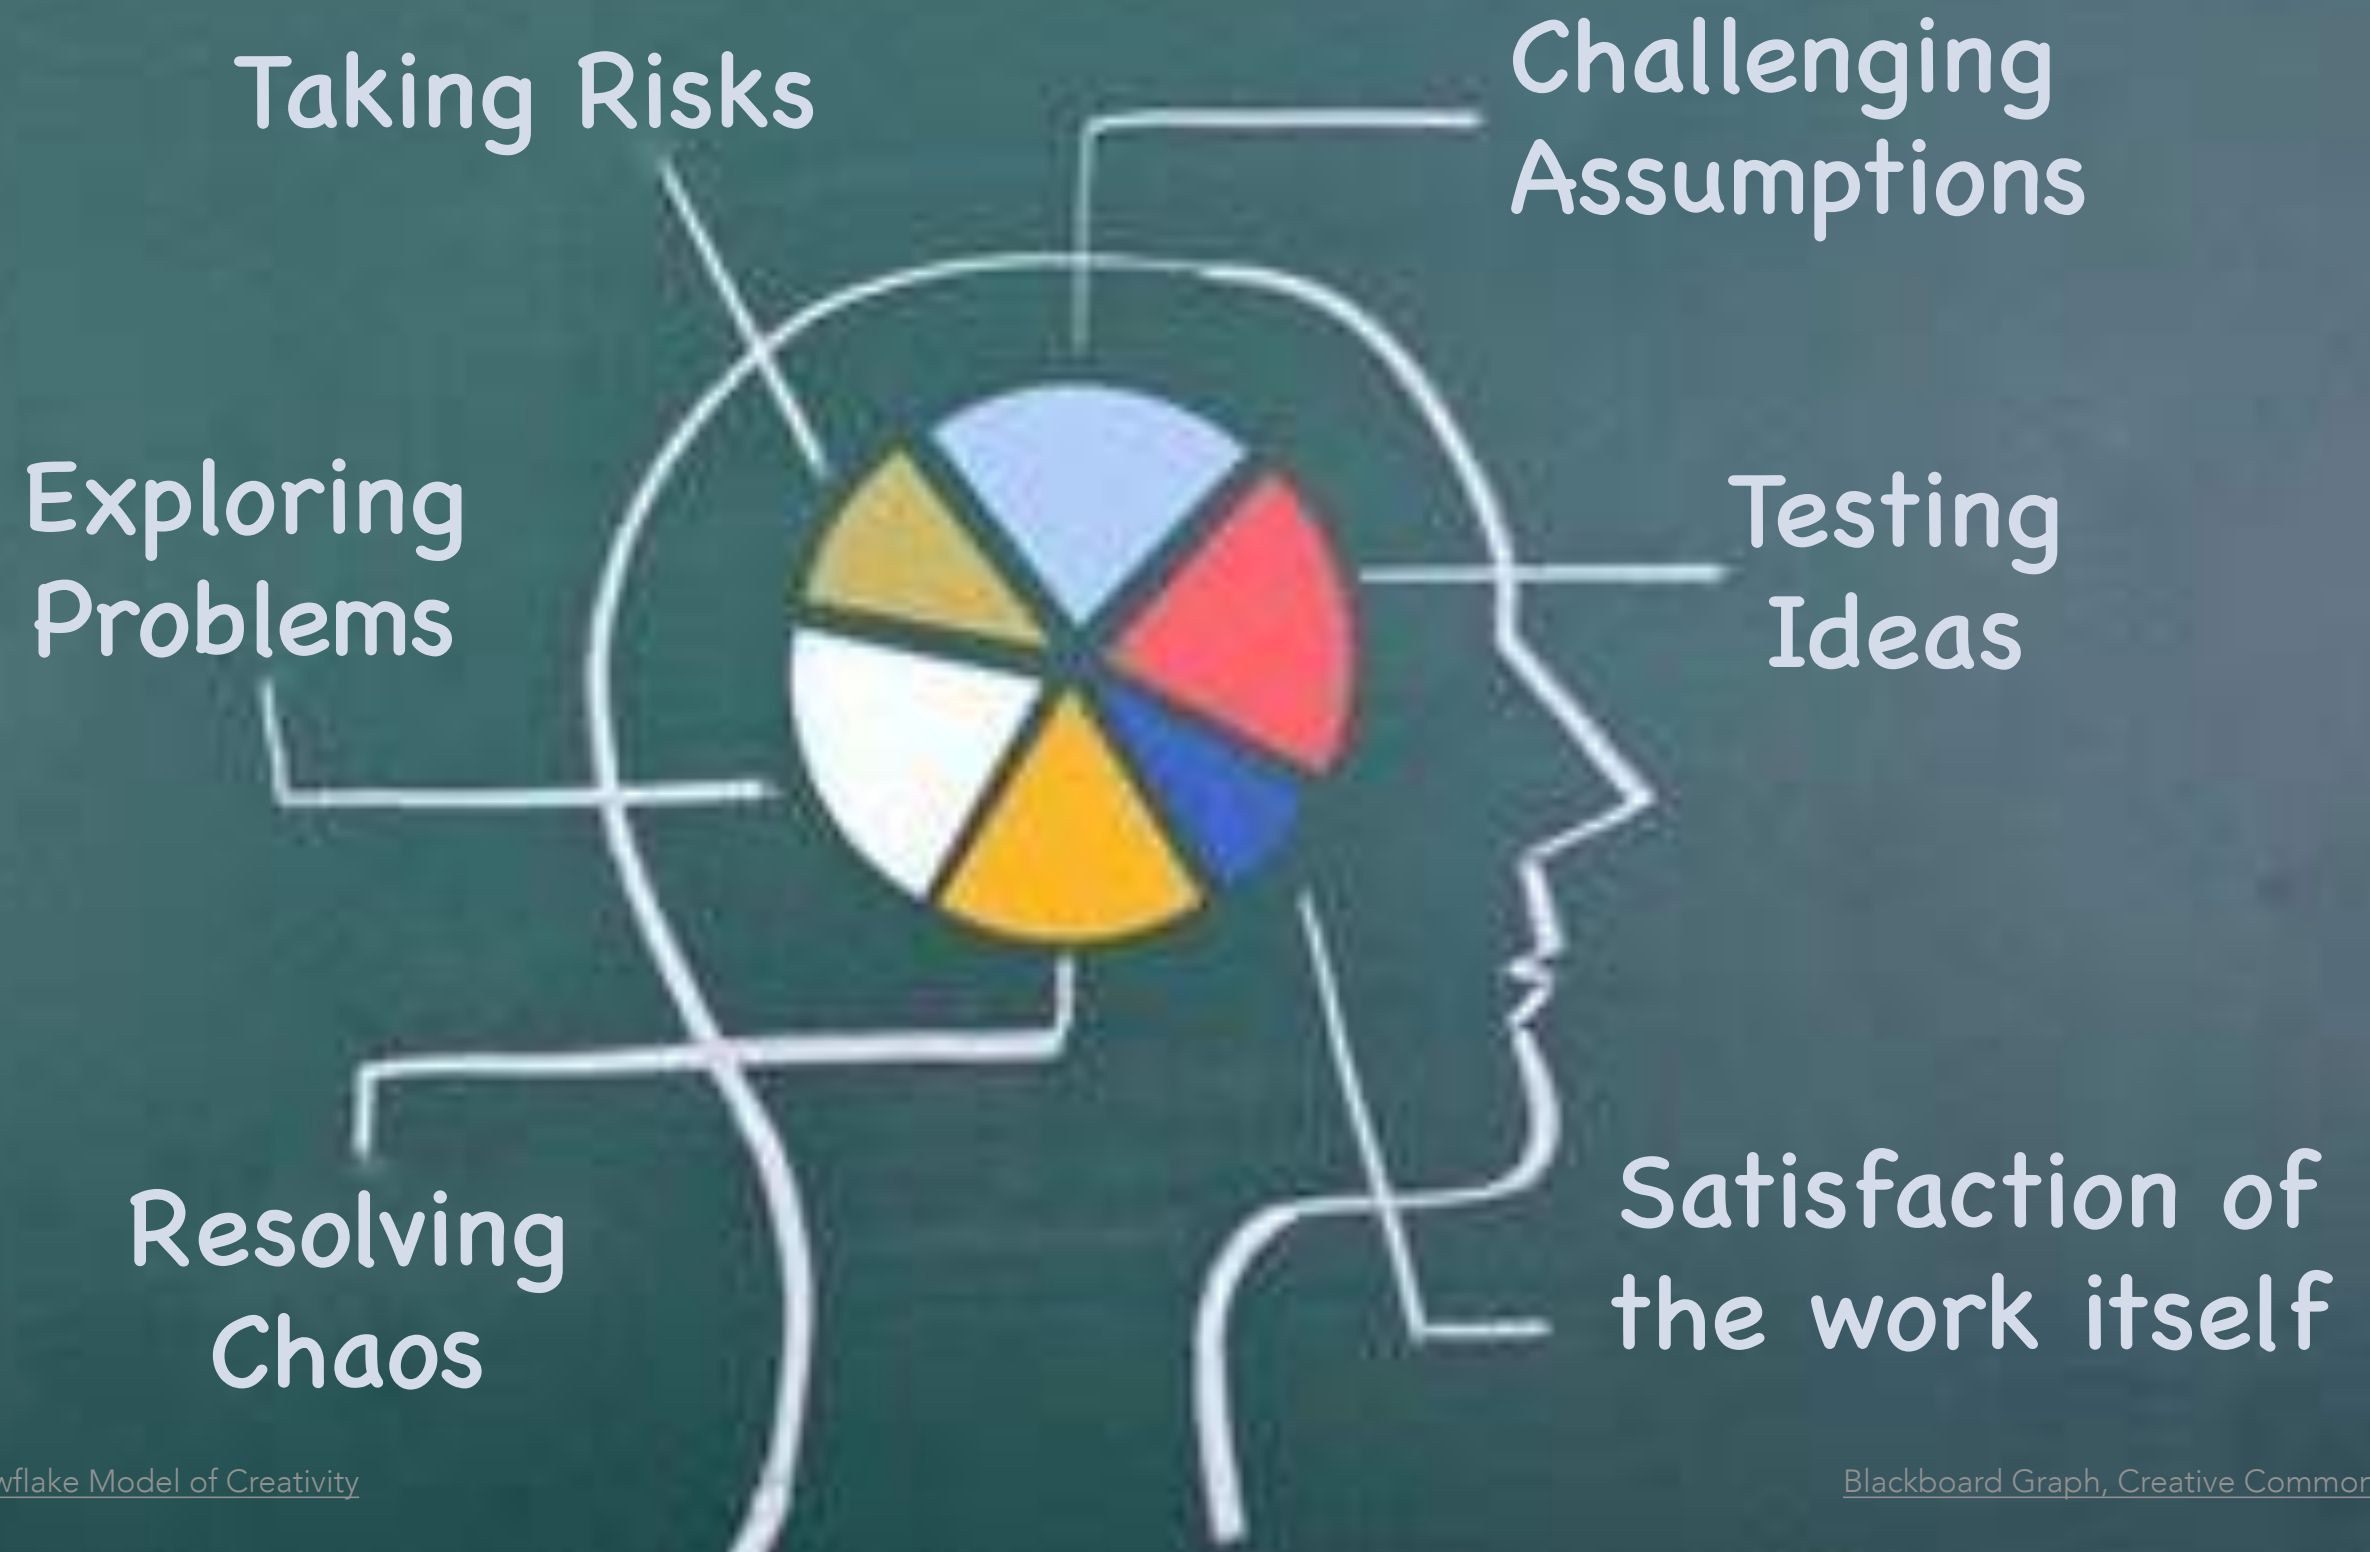 Taking Risks
Challenging
Assumptions
Exploring
Problems
Testing
Ideas
Resolving
Chaos
Satisfaction of
the work itself
wflake Model of Creativity
Blackboard Graph, Creative Common